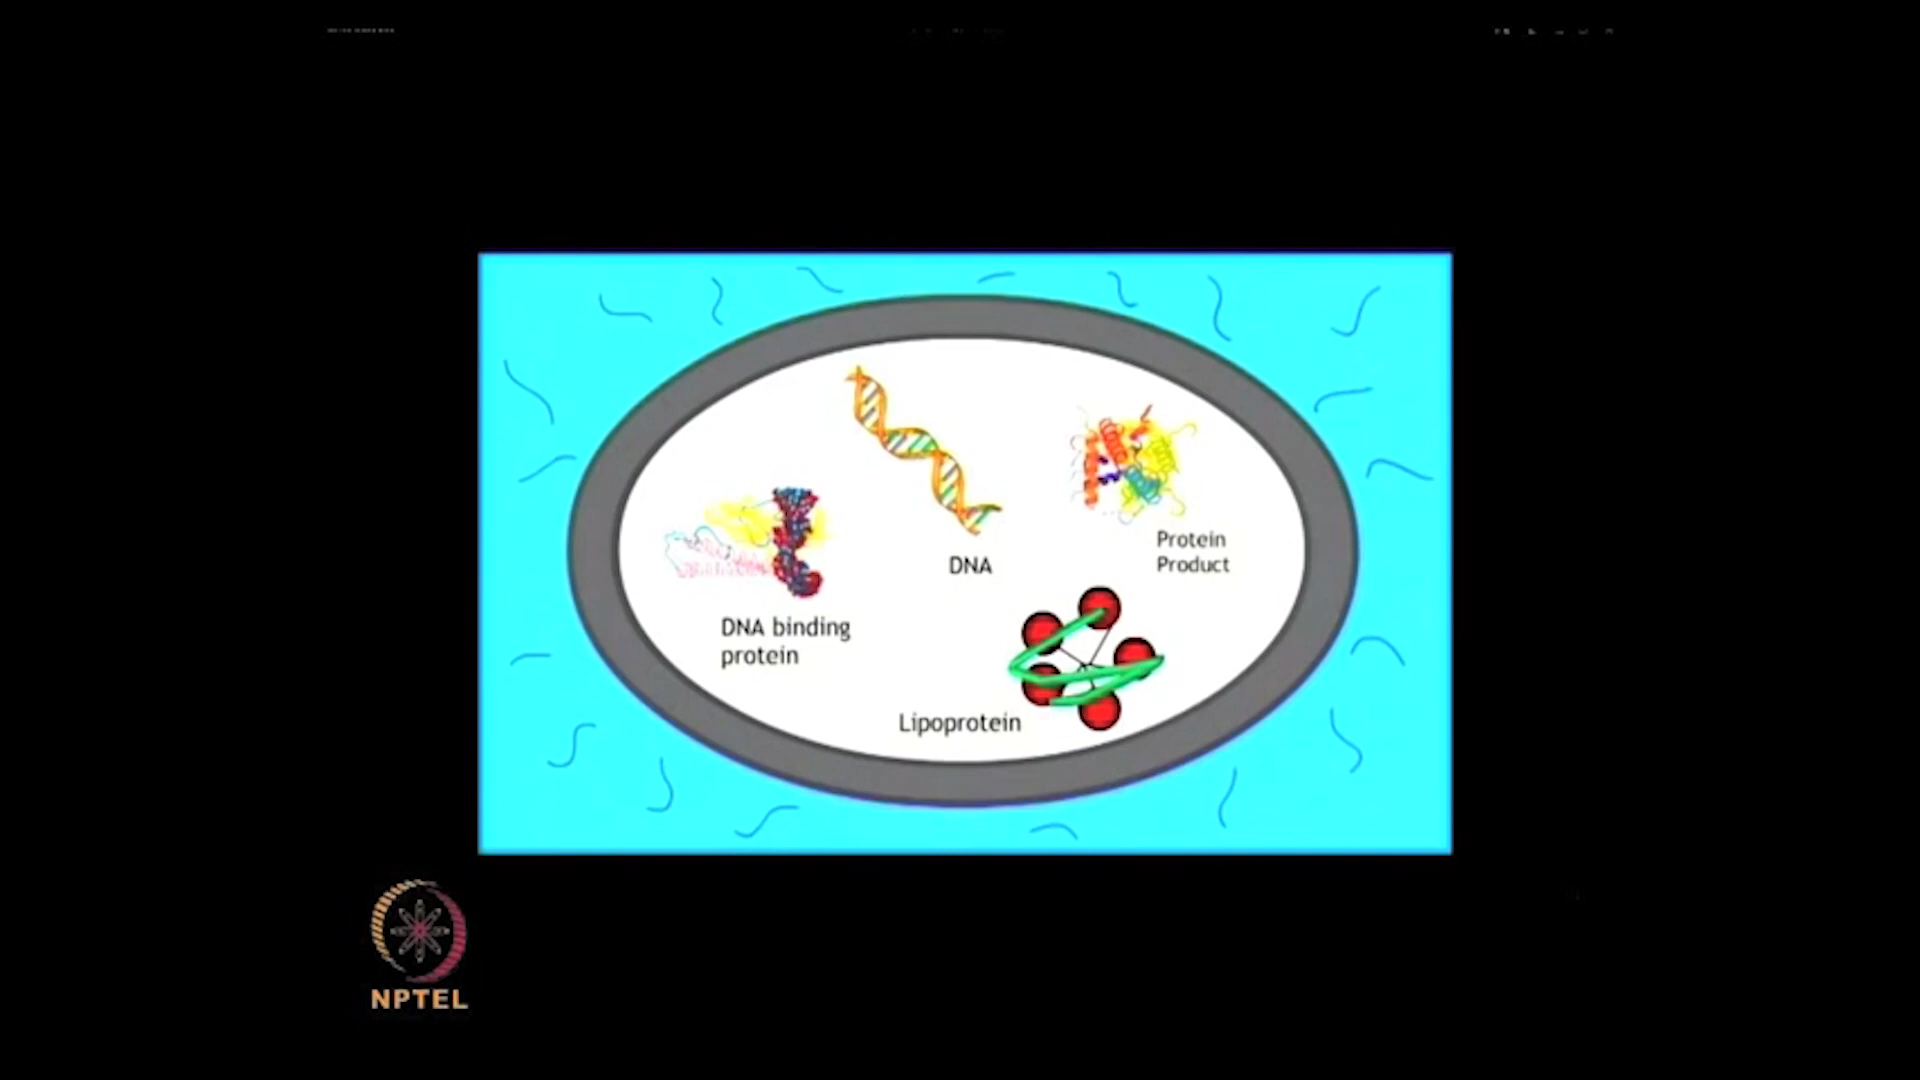 DNA
Protein
Product
DNA binding
protein
Lipoprotein
NPTEL